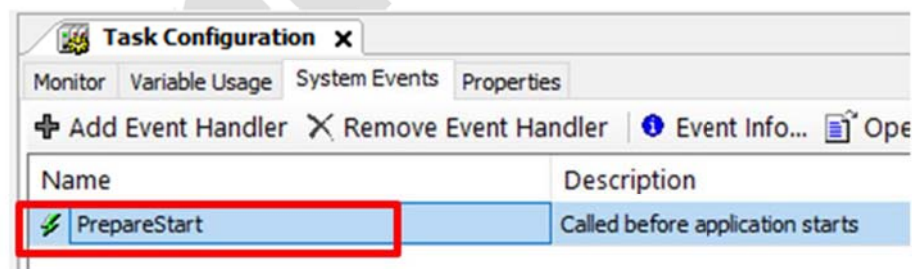 Task Configuration
Monitor Variable Usage System Events Properties
Add Event Handler Remove Event Handler Event Info... Ope
Name Description
PrepareStart Called before application starts